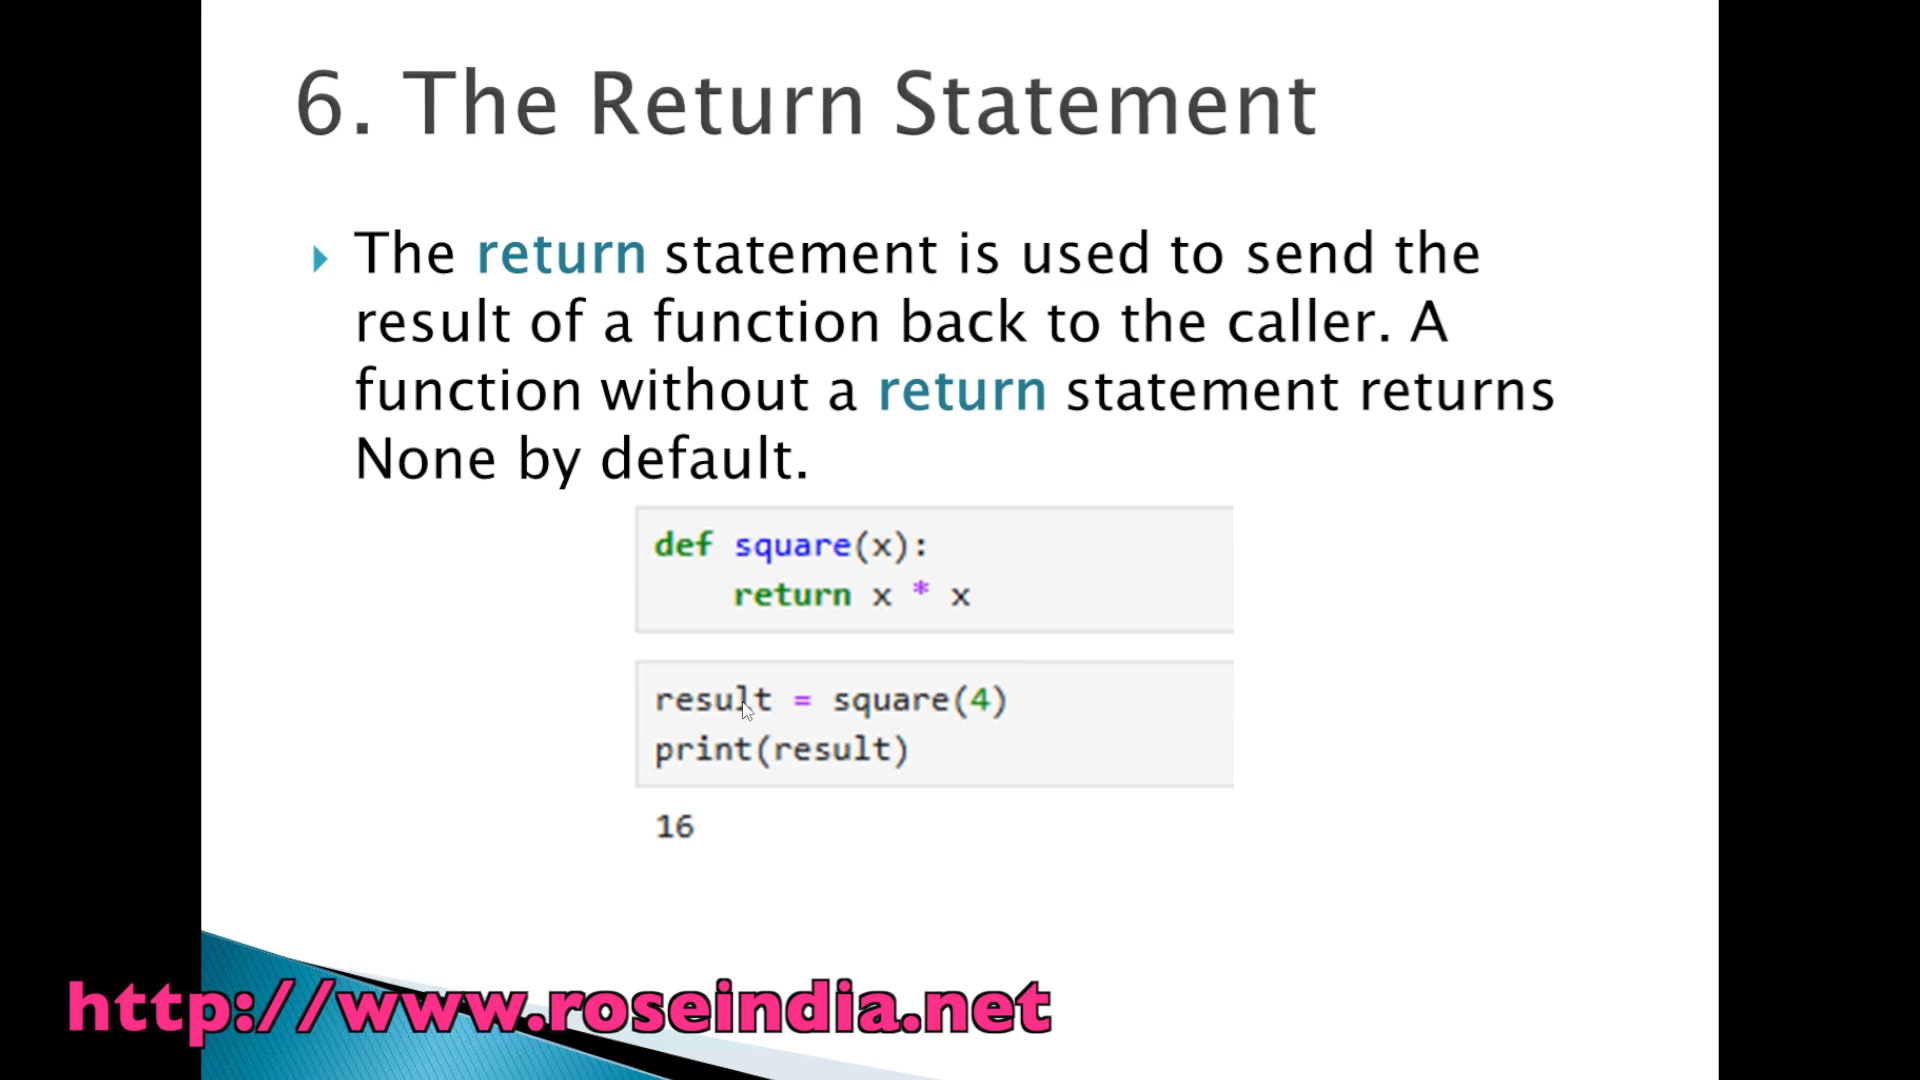 6. The Return Statement
The return statement is used to send the
result of a function back to the caller. A
function without a return statement returns
None by default.
def square(x):
    return x * x
result = square(4)
print(result)
16
http://www.roseindia.net